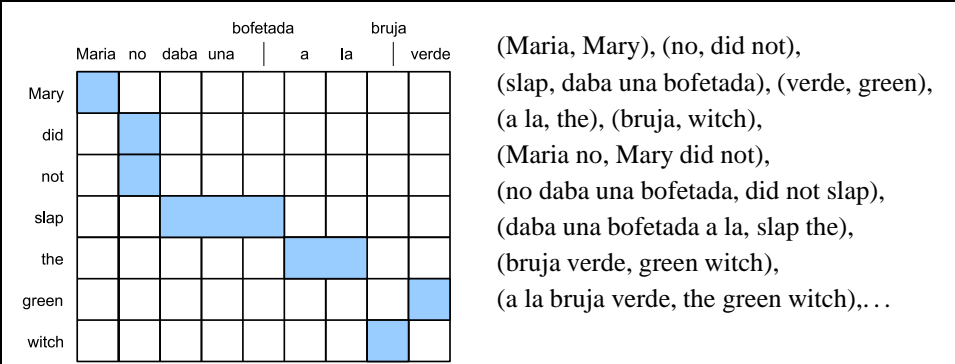 bofetada bruja
Maria no daba una a la verde
Mary
did
not
slap
the
green
witch
(Maria, Mary), (no, did not),
(slap, daba una bofetada), (verde, green),
(a la, the), (bruja, witch),
(Maria no, Mary did not),
(no daba una bofetada, did not slap),
(daba una bofetada a la, slap the),
(bruja verde, green witch),
(a la bruja verde, the green witch),...